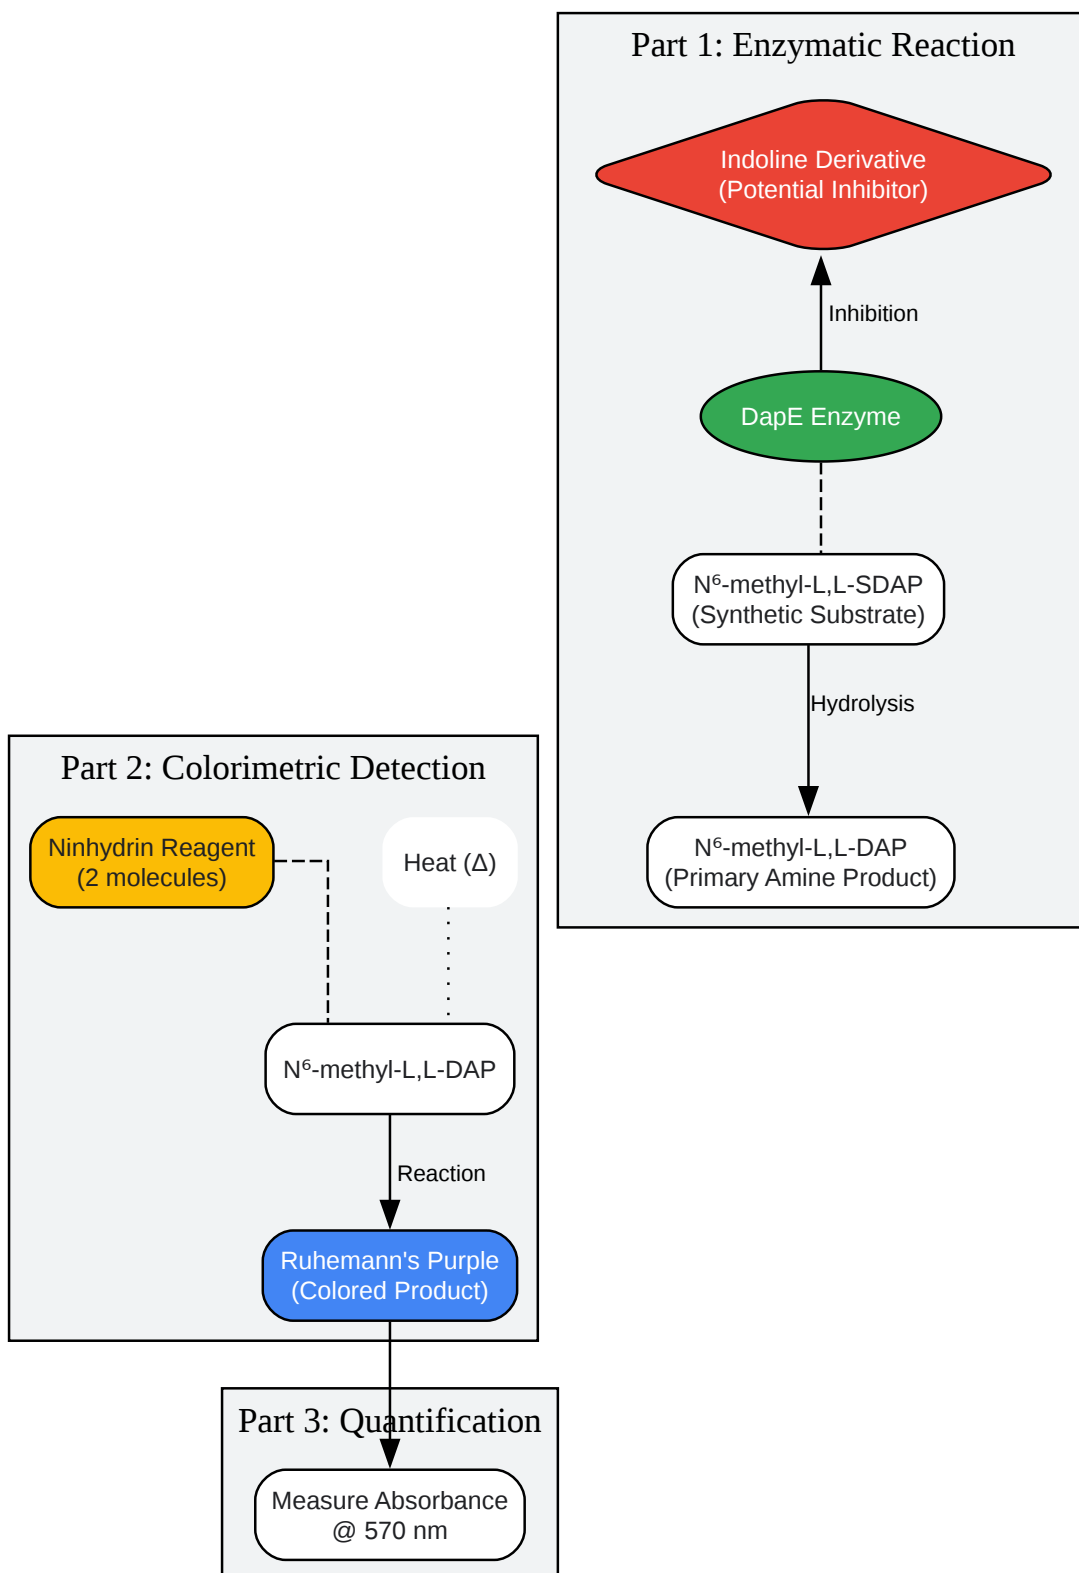 Part 1: Enzymatic Reaction
Indoline Derivative
(Potential Inhibitor)
Inhibition
DapE Enzyme
N⁶-methyl-L,L-SDAP
(Synthetic Substrate)
Hydrolysis
N⁶-methyl-L,L-DAP
(Primary Amine Product)
Part 2: Colorimetric Detection
Ninhydrin Reagent
(2 molecules)
Heat (Δ)
N⁶-methyl-L,L-DAP
Reaction
Ruhemann's Purple
(Colored Product)
Part 3: Quantification
Measure Absorbance
@ 570 nm